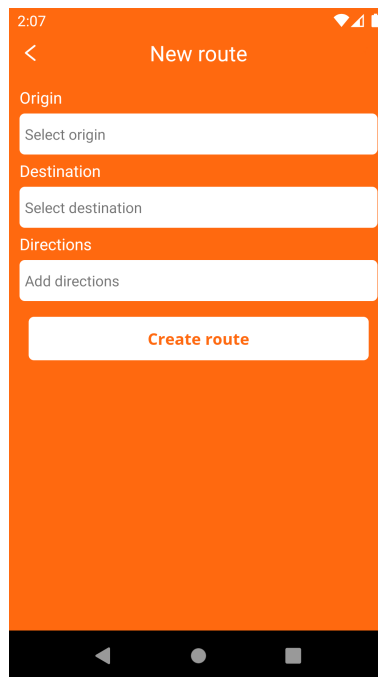 2:07
New route
Origin
Select origin
Destination
Select destination
Directions
Add directions
Create route